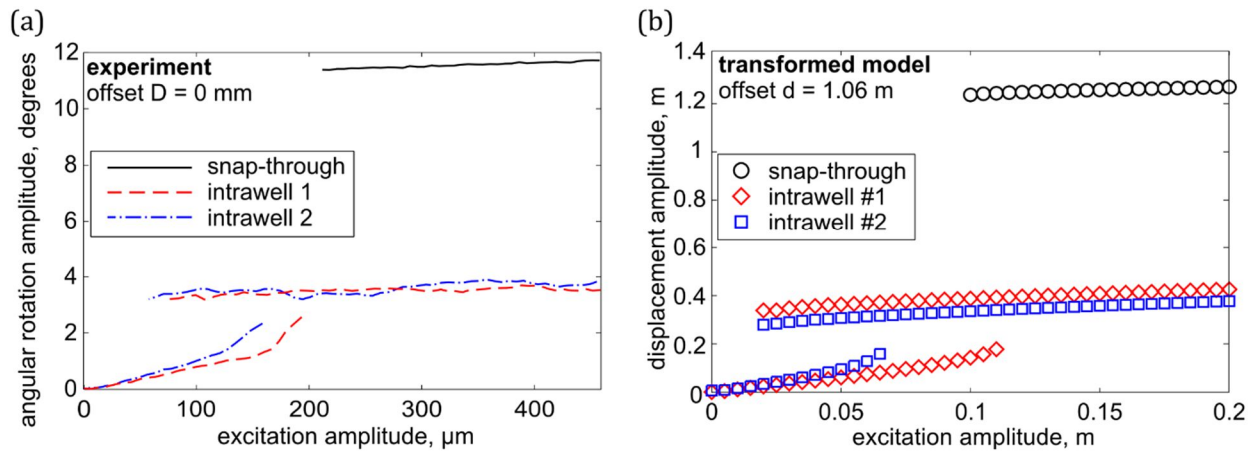 (a)
angular rotation amplitude, degrees
12
10
8
6
4
2
0
experiment
offset D = 0 mm
snap-through
intrawell 1
intrawell 2
0
100
200
300
400
excitation amplitude, µm
(b)
displacement amplitude, m
1.4
1.2
1
0.8
0.6
0.4
0.2
0
transformed model
offset d = 1.06 m
snap-through
intrawell #1
intrawell #2
0
0.05
0.1
0.15
0.2
excitation amplitude, m